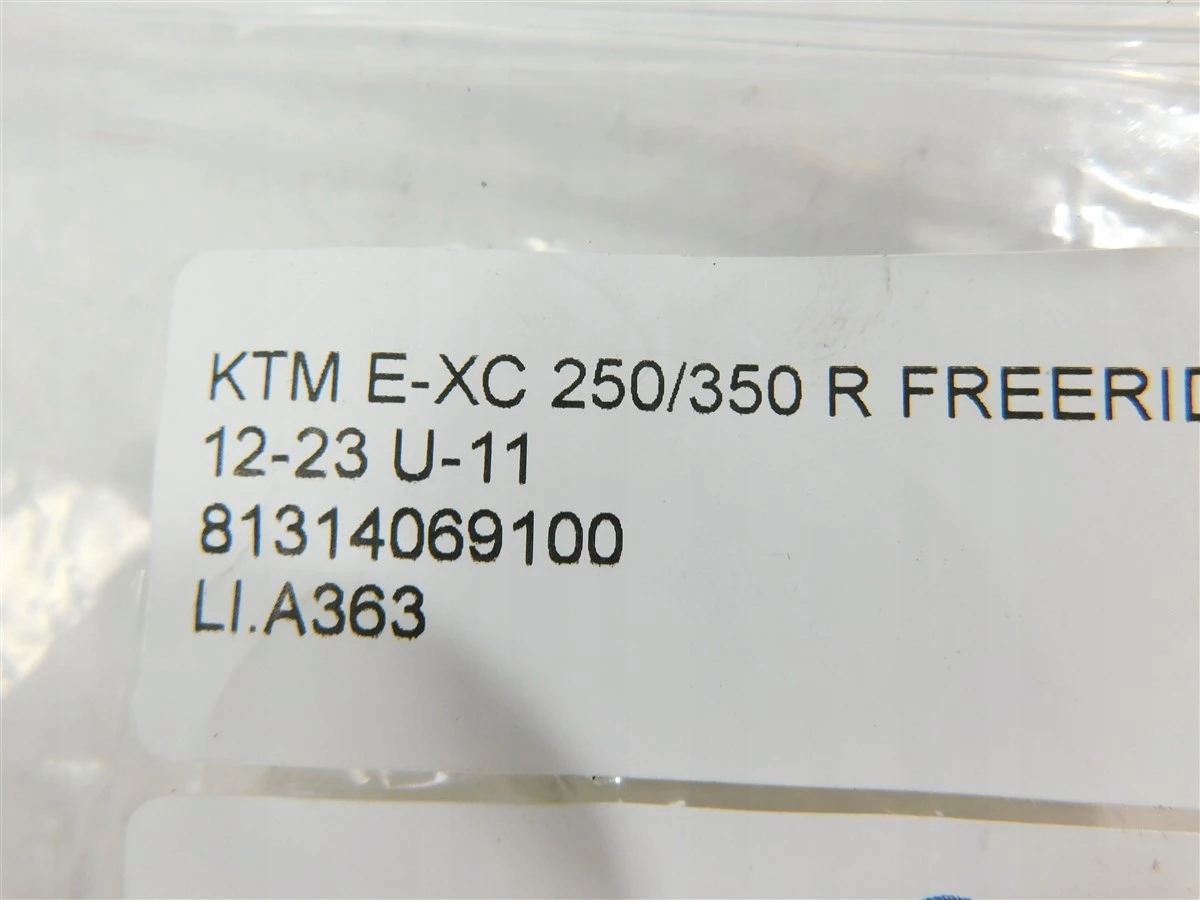 KTM E-XC 250/350 R FREERID
12-23 U-11
81314069100
LI.A363